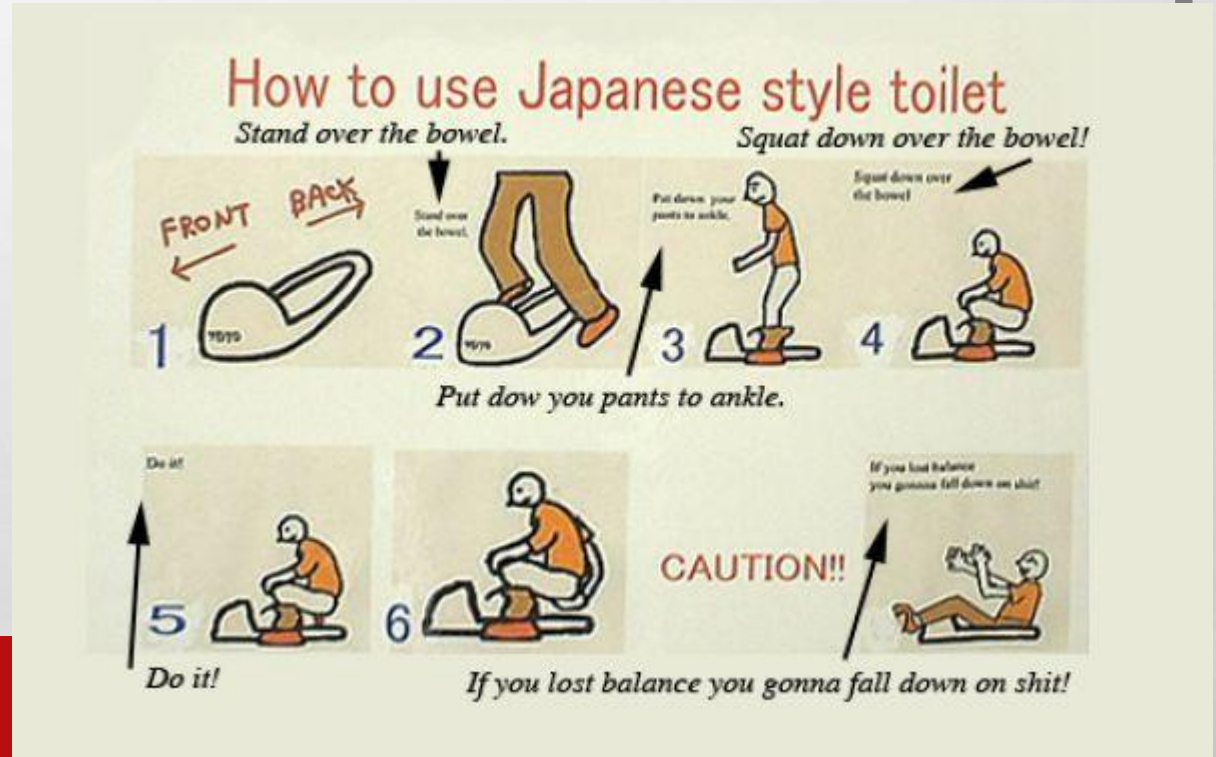 How to use Japanese style toilet
Stand over the bowel.
Squat down over the bowel!
FRONT
BACK
Stand over
the bowel.
Put down your
pants to ankle.
Squat down over
the bowel
TOTO
1
TOTO
2
3
4
Put dow you pants to ankle.
Do it!
If you lost balance
you gonna fall down on shit!
CAUTION!!
5
6
Do it!
If you lost balance you gonna fall down on shit!